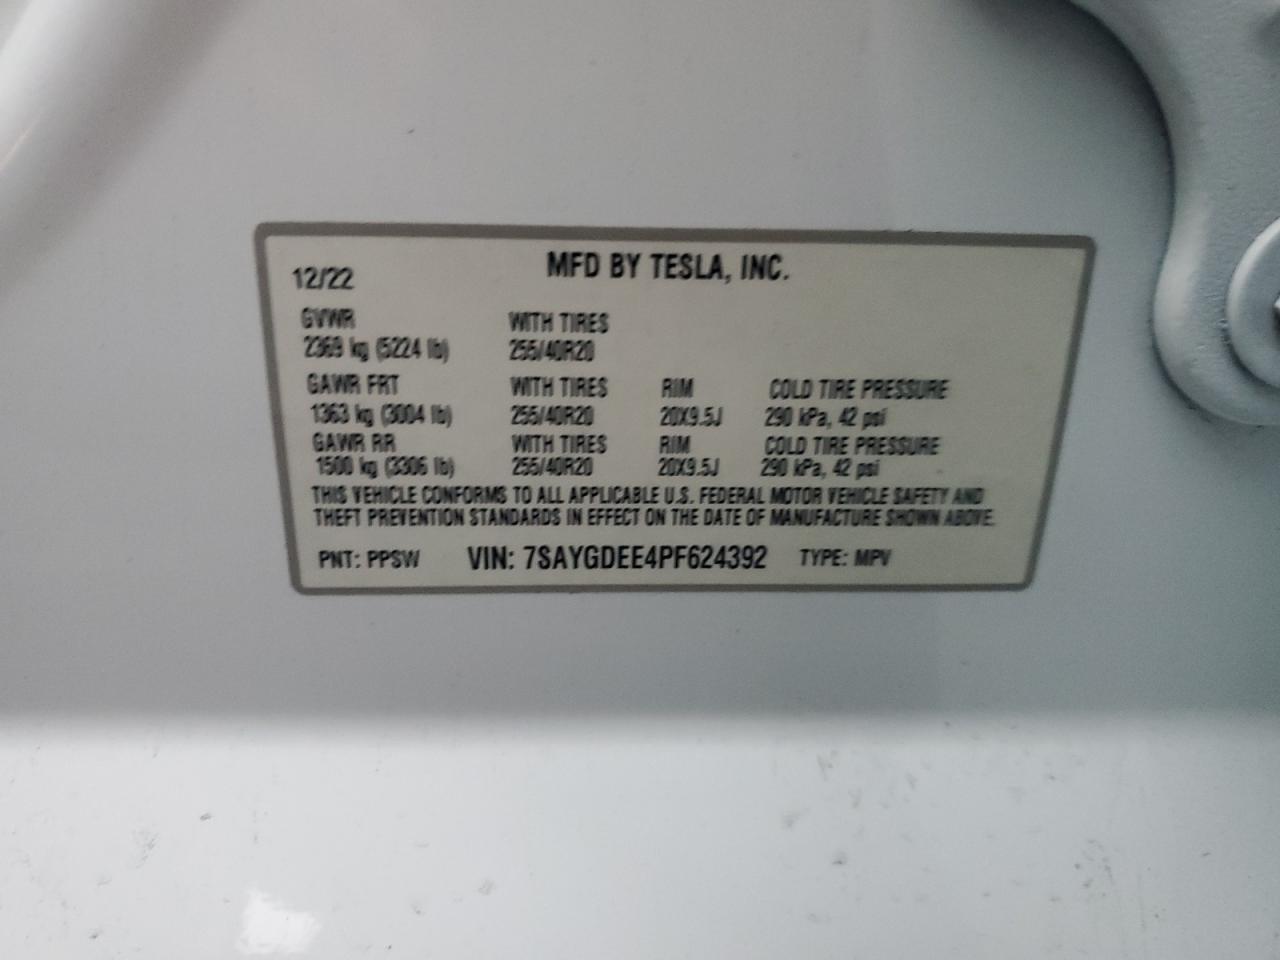 MFD BY TESLA, INC.
12/22
GVWR WITH TIRES
2369 kg (5224 lb) 255/40R20
GAWR FRT WITH TIRES RIM COLD TIRE PRESSURE
1363 kg (3004 lb) 255/40R20 20X9.5J 290 kPa, 42 psi
GAWR RR WITH TIRES RIM COLD TIRE PRESSURE
1500 kg (3306 lb) 255/40R20 20X9.5J 290 kPa, 42 psi
THIS VEHICLE CONFORMS TO ALL APPLICABLE U.S. FEDERAL MOTOR VEHICLE SAFETY AND
THEFT PREVENTION STANDARDS IN EFFECT ON THE DATE OF MANUFACTURE SHOWN ABOVE.
PNT: PPSW VIN: 7SAYGDEE4PF624392 TYPE: MPV